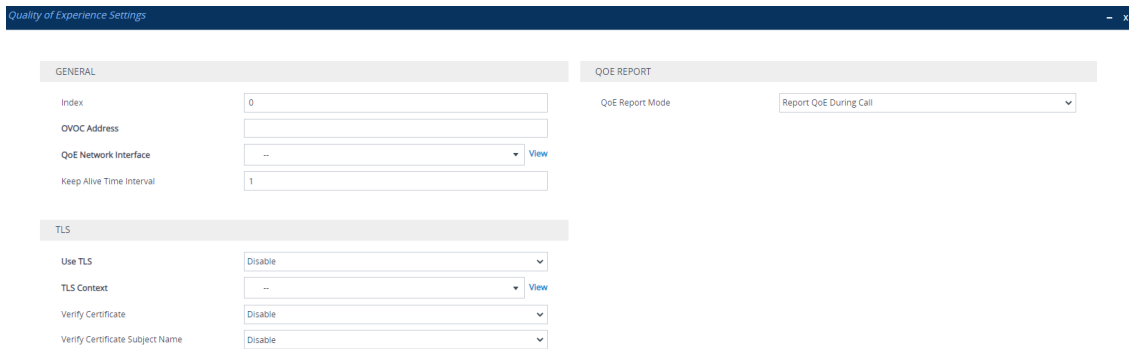 Quality of Experience Settings
– x
GENERAL
Index 0
OVOC Address
QoE Network Interface -- View
Keep Alive Time Interval 1
TLS
Use TLS Disable
TLS Context -- View
Verify Certificate Disable
Verify Certificate Subject Name Disable
QOE REPORT
QoE Report Mode Report QoE During Call